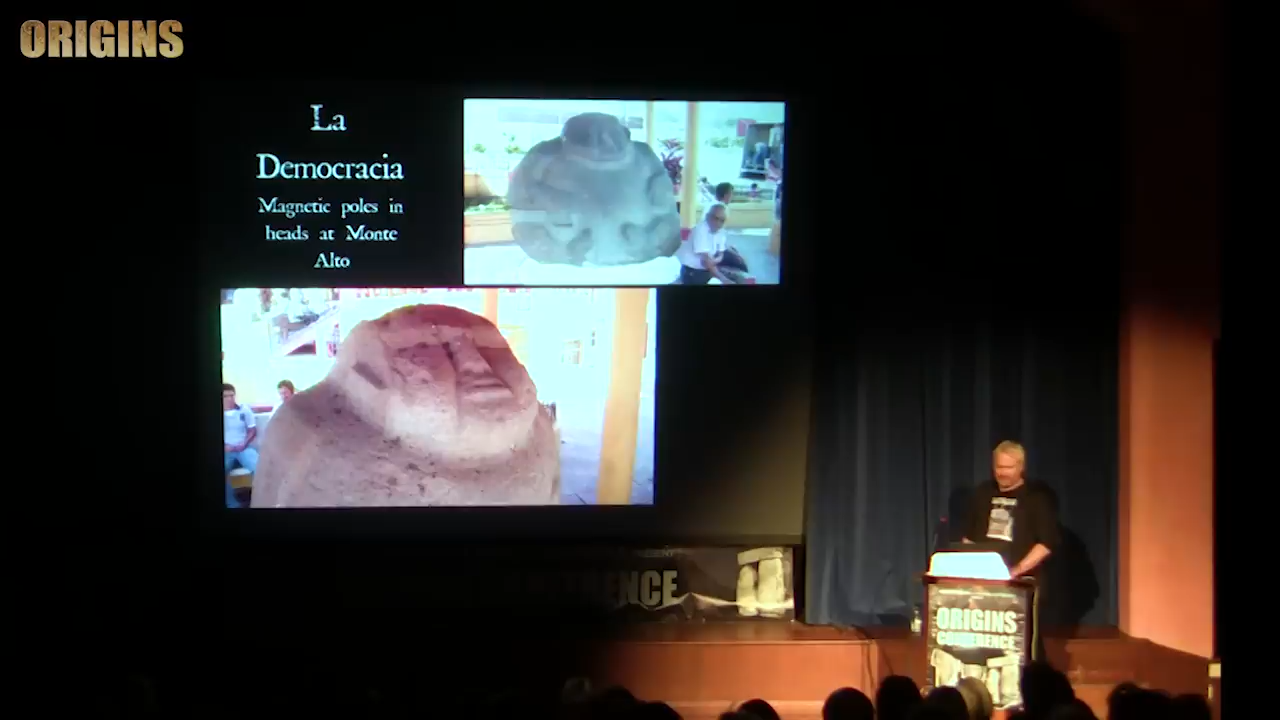 ORIGINS
La
Democracia
Magnetic poles in
heads at Monte
Alto
ORIGINS
CONFERENCE